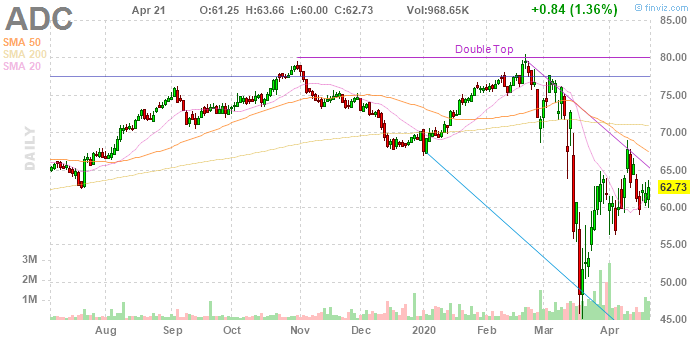 ADC
Apr 21 O:61.25 H:63.66 L:60.00 C:62.73 Vol:968.65K +0.84 (1.36%)
© finviz.com
SMA 50
SMA 200
SMA 20
Double Top
DAILY
85.00
80.00
75.00
70.00
65.00
62.73
60.00
55.00
50.00
45.00
3M
2M
1M
Aug Sep Oct Nov Dec 2020 Feb Mar Apr